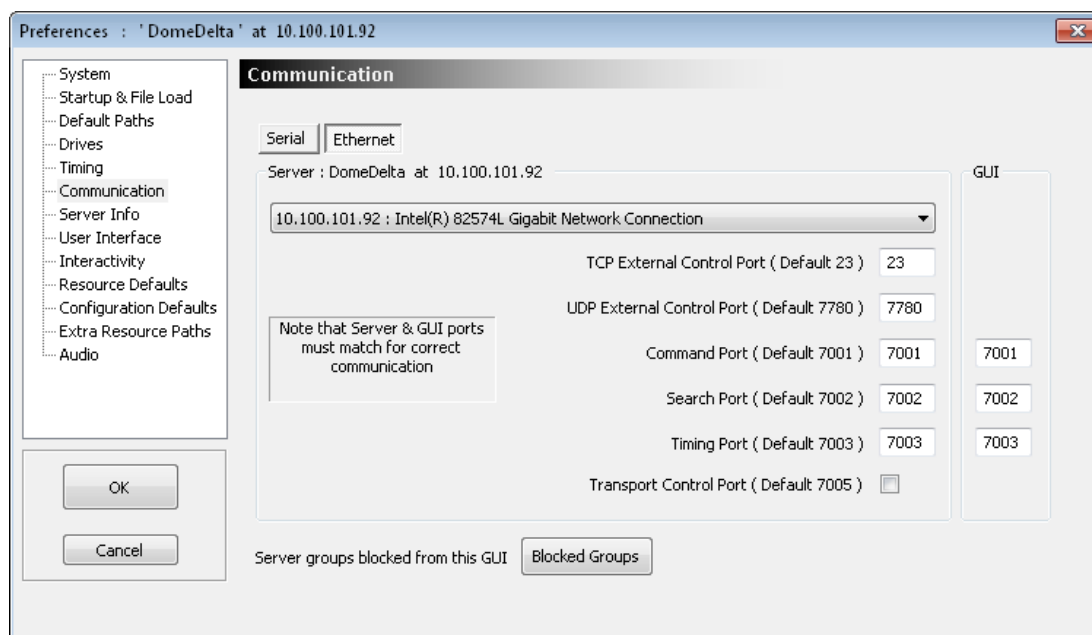 Preferences : 'DomeDelta' at 10.100.101.92
System
Startup & File Load
Default Paths
Drives
Timing
Communication
Server Info
User Interface
Interactivity
Resource Defaults
Configuration Defaults
Extra Resource Paths
Audio
OK
Cancel
Communication
Serial
Ethernet
Server : DomeDelta at 10.100.101.92
GUI
10.100.101.92 : Intel(R) 82574L Gigabit Network Connection
TCP External Control Port ( Default 23 ) 23
UDP External Control Port ( Default 7780 ) 7780
Note that Server & GUI ports
must match for correct
communication
Command Port ( Default 7001 ) 7001 7001
Search Port ( Default 7002 ) 7002 7002
Timing Port ( Default 7003 ) 7003 7003
Transport Control Port ( Default 7005 )
Server groups blocked from this GUI Blocked Groups